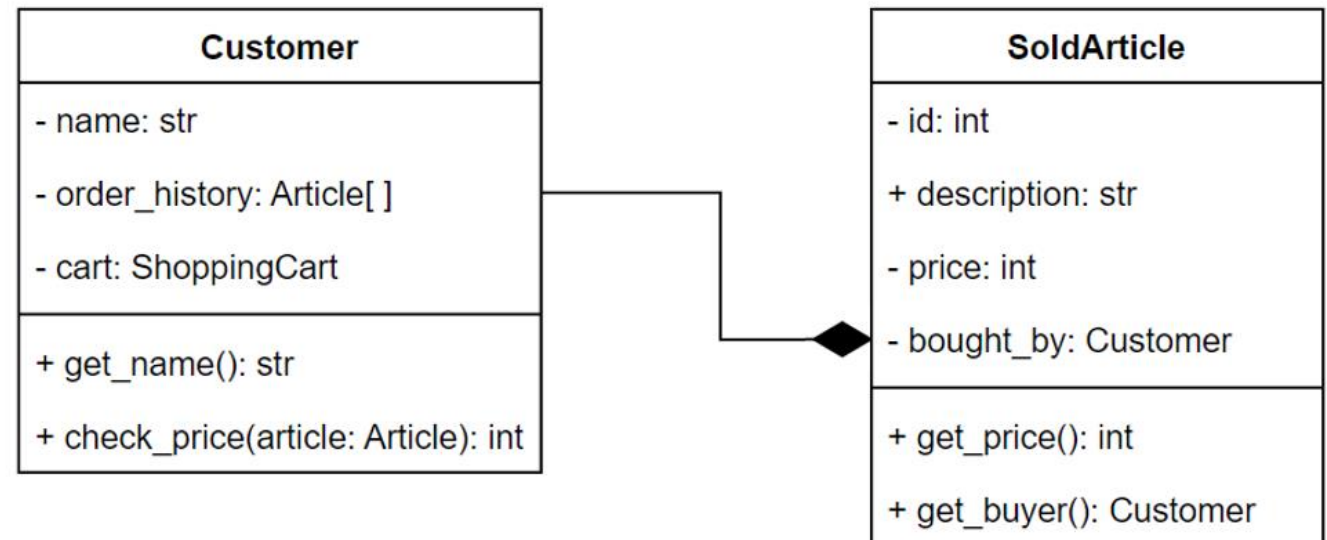 Customer
- name: str
- order_history: Article[ ]
- cart: ShoppingCart
+ get_name(): str
+ check_price(article: Article): int
SoldArticle
- id: int
+ description: str
- price: int
- bought_by: Customer
+ get_price(): int
+ get_buyer(): Customer